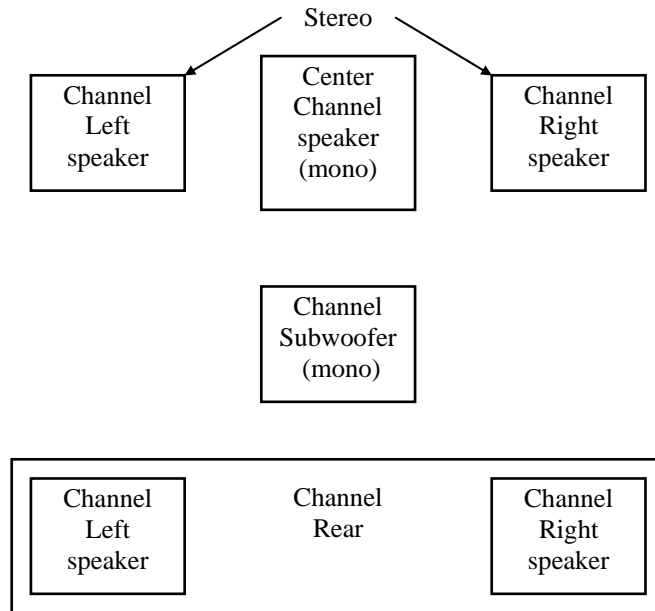 Stereo
Channel
Left
speaker
Center
Channel
speaker
(mono)
Channel
Right
speaker
Channel
Subwoofer
(mono)
Channel
Left
speaker
Channel
Rear
Channel
Right
speaker